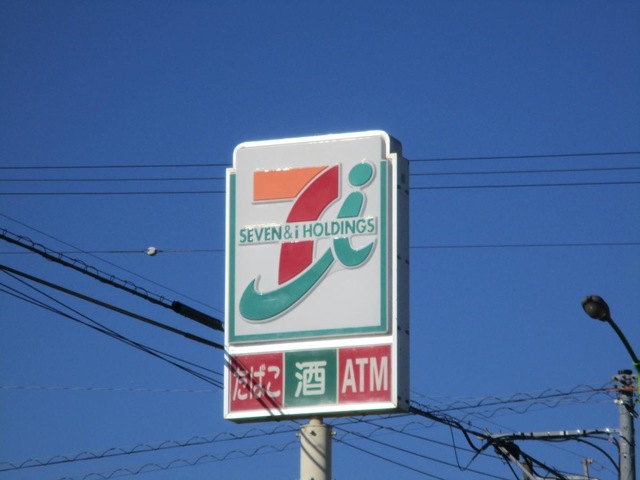 SEVEN&i HOLDINGS
たばこ 酒 ATM